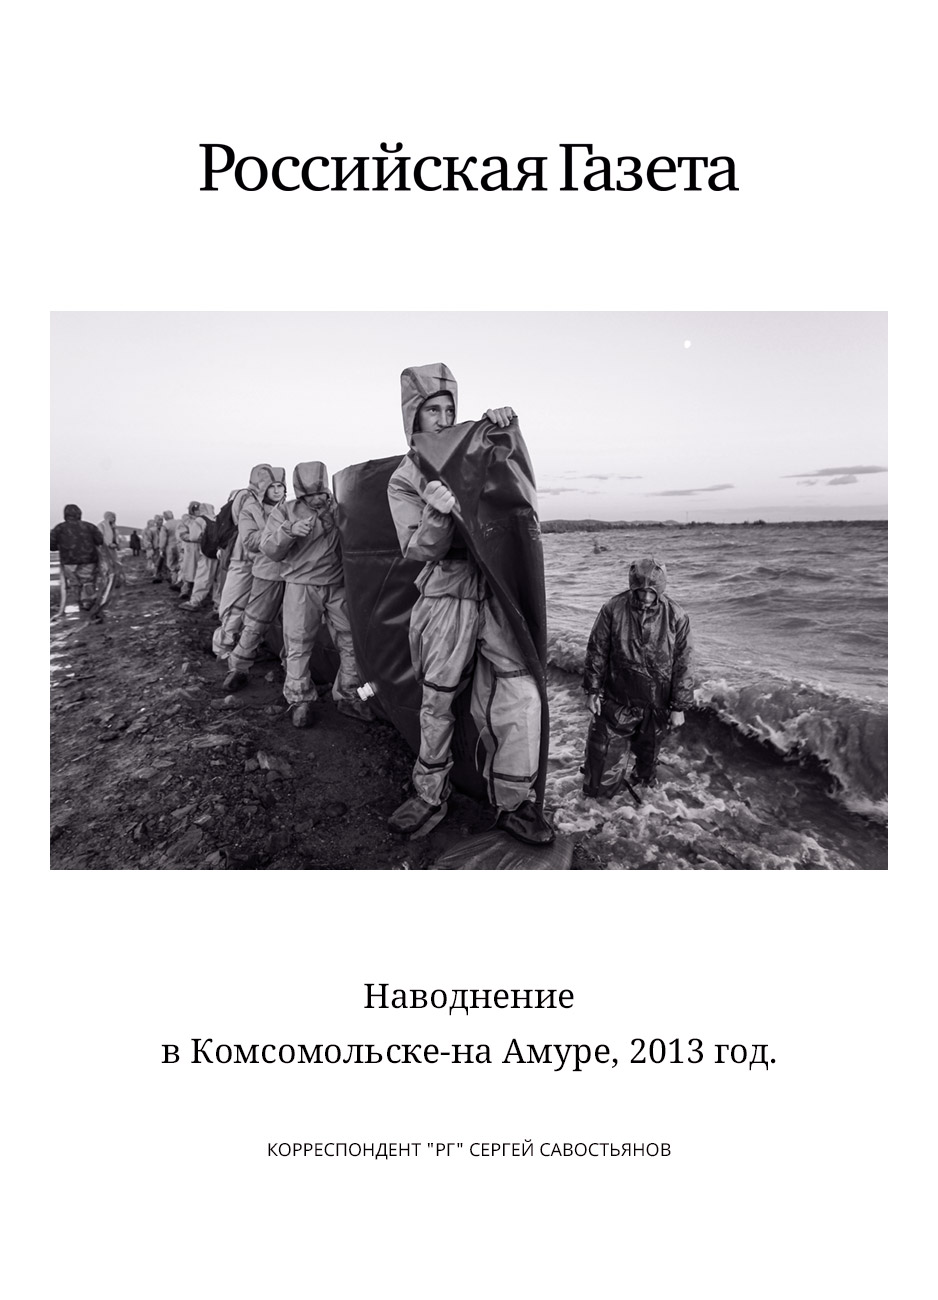 Российская Газета
Наводнение
в Комсомольске-на Амуре, 2013 год.
КОРРЕСПОНДЕНТ "РГ" СЕРГЕЙ САВОСТЬЯНОВ